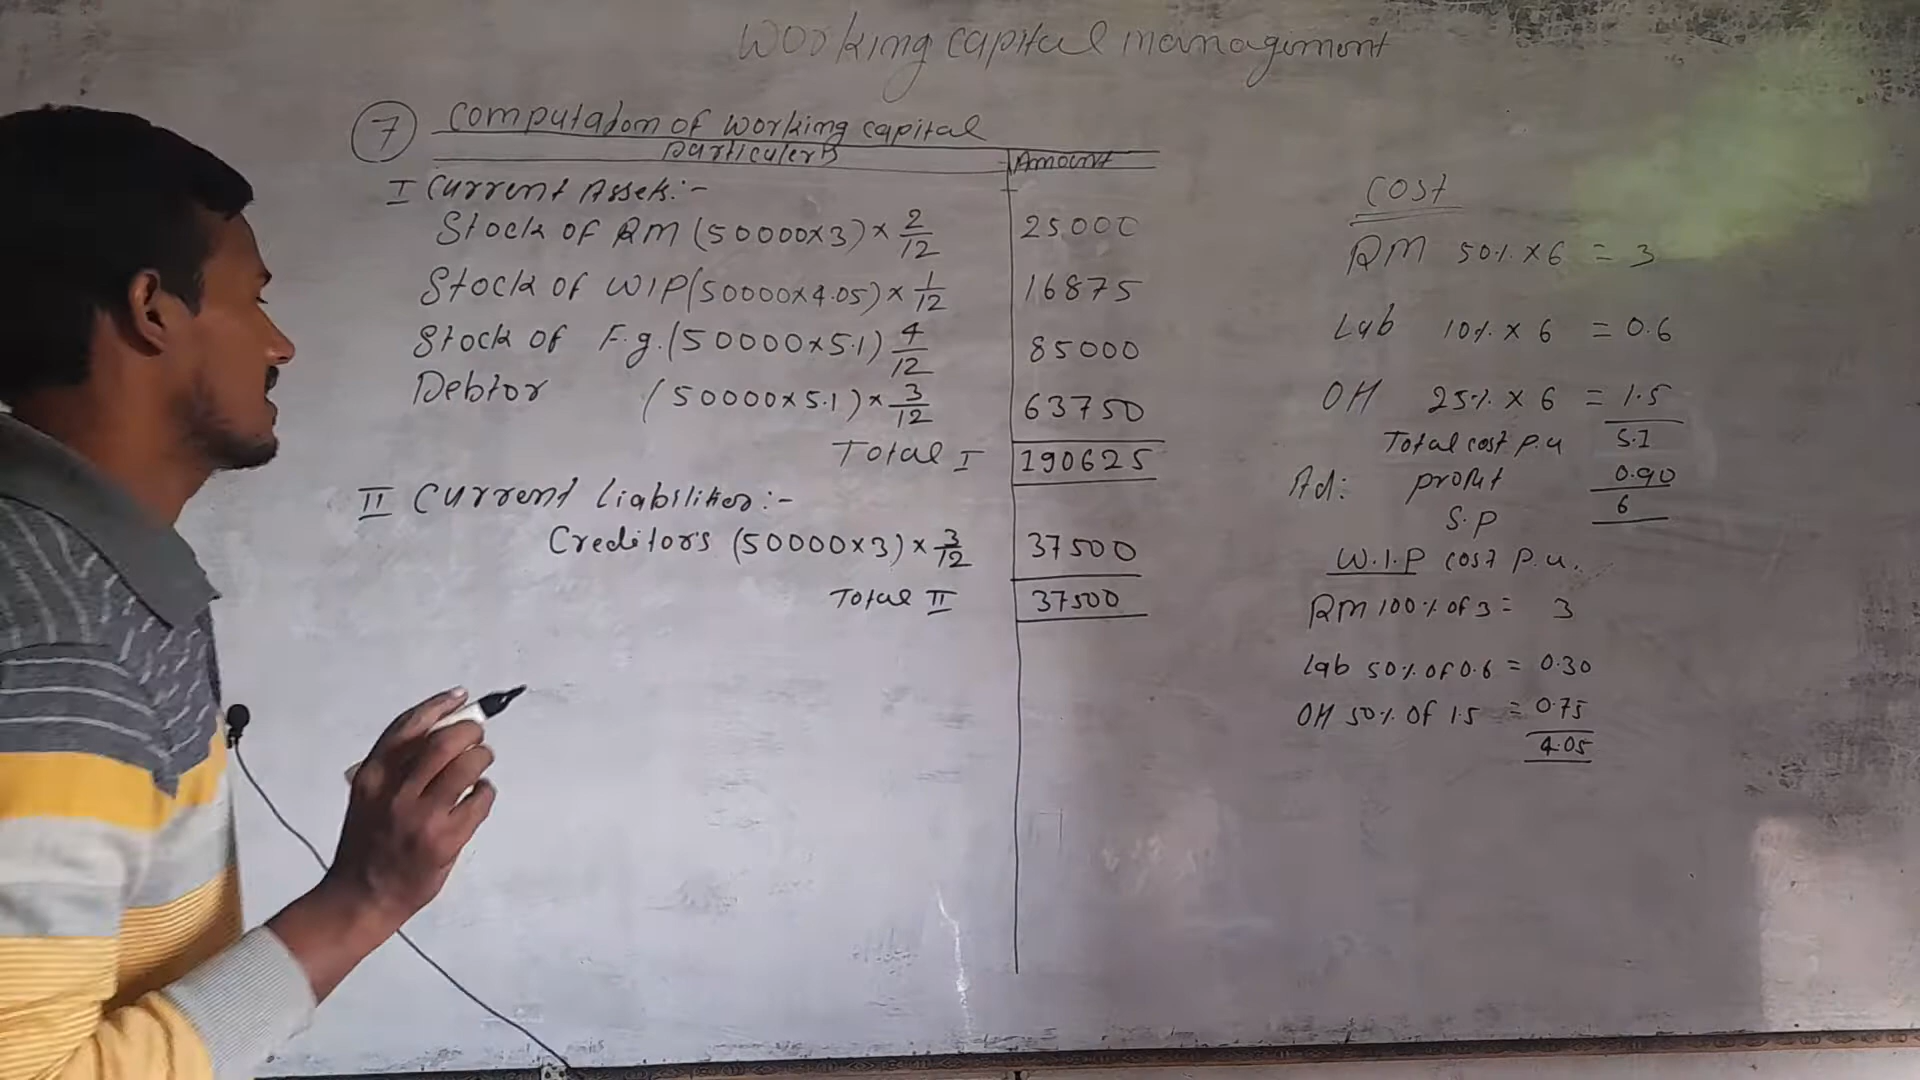 Working capital management
7 Computation of working capital
Particulers Amount
I Current Assets:-
Stock of RM (50000×3) × 2/12 25000
Stock of WIP (50000×4.05) × 1/12 16875
Stock of F.g. (50000×5.1) 4/12 85000
Debtor (50000×5.1) × 3/12 63750
Total I 190625
II Current Liabilities:-
Creditors (50000×3) × 3/12 37500
Total II 37500
Cost
RM 50% × 6 = 3
Lab 10% × 6 = 0.6
OH 25% × 6 = 1.5
Total cost p.u 5.1
Ad: profit 0.90
S.P 6
W.I.P cost p.u.
RM 100% of 3 = 3
Lab 50% of 0.6 = 0.30
OH 50% of 1.5 = 0.75
4.05